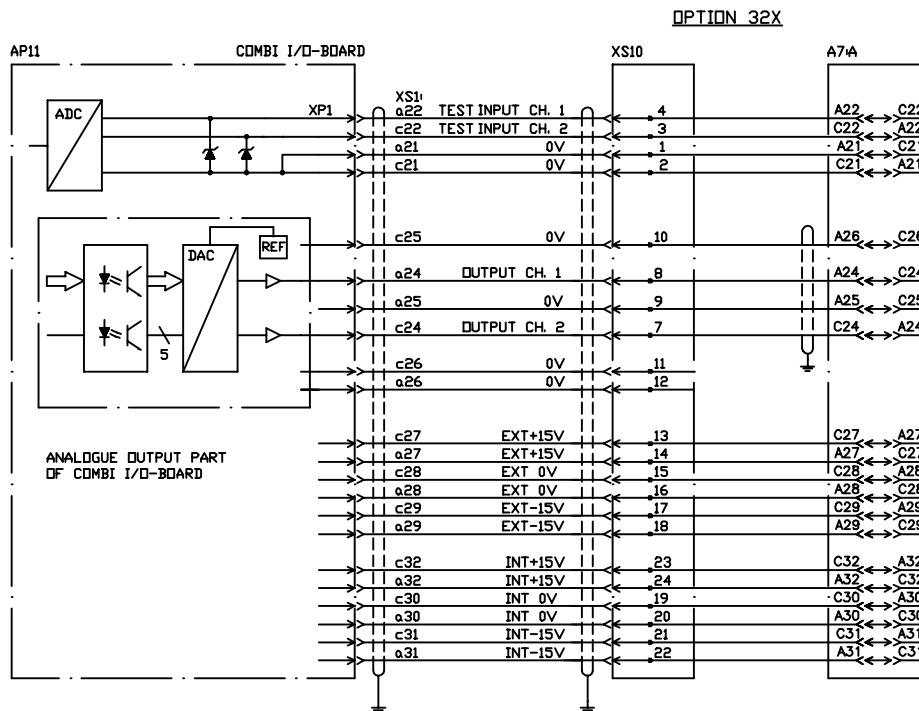 OPTION 32X
AP11 COMBI I/O-BOARD XS10 A7:A
ADC XP1 XS1:
a22 TEST INPUT CH. 1 4 A22 C22
c22 TEST INPUT CH. 2 3 C22 A22
a21 0V 1 A21 C21
c21 0V 2 C21 A21
c25 0V 10 A26 C26
DAC REF
a24 OUTPUT CH. 1 8 A24 C24
a25 0V 9 A25 C25
c24 OUTPUT CH. 2 7 C24 A24
5
c26 0V 11
a26 0V 12
ANALOGUE OUTPUT PART
OF COMBI I/O-BOARD
c27 EXT+15V 13 C27 A27
a27 EXT+15V 14 A27 C27
c28 EXT 0V 15 C28 A28
a28 EXT 0V 16 A28 C28
c29 EXT-15V 17 C29 A29
a29 EXT-15V 18 A29 C29
c32 INT+15V 23 C32 A32
a32 INT+15V 24 A32 C32
c30 INT 0V 19 C30 A30
a30 INT 0V 20 A30 C30
c31 INT-15V 21 C31 A31
a31 INT-15V 22 A31 C31